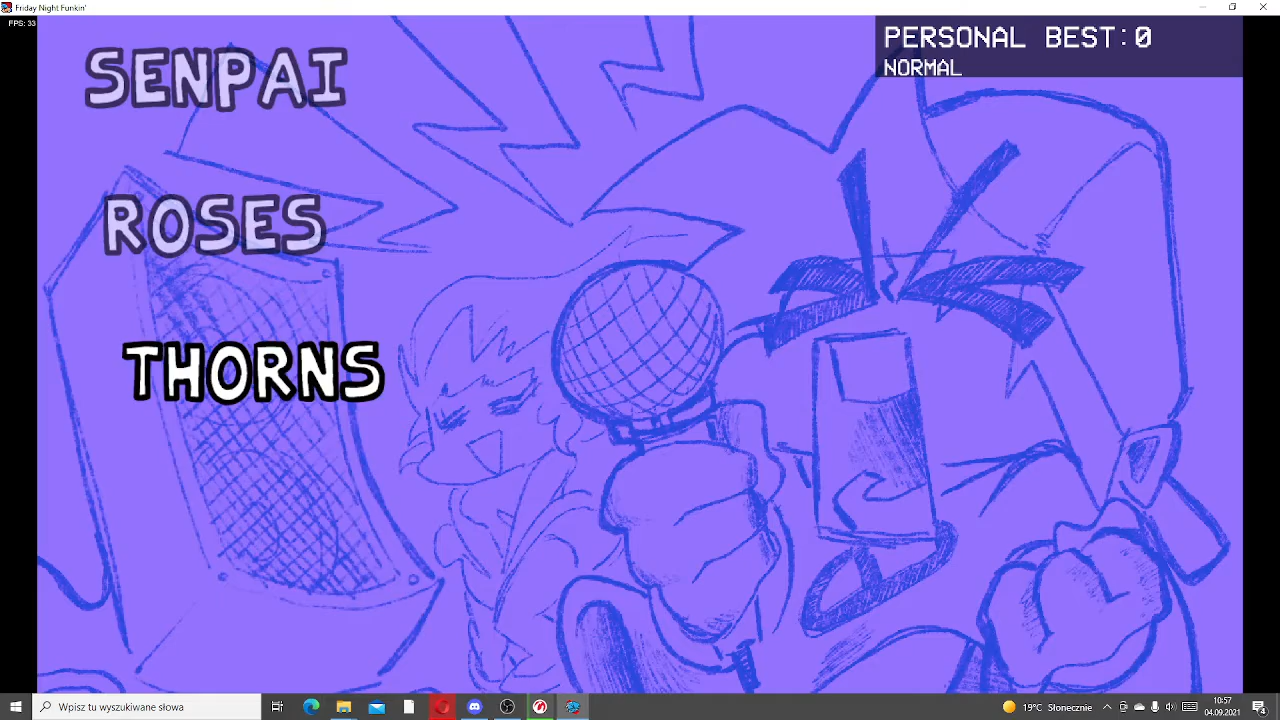 Friday Night Funkin'
FPS: 33
PERSONAL BEST:0
NORMAL
SENPAI
ROSES
THORNS
Wpisz tu wyszukiwane słowa
19°C Słonecznie
10:57
04.09.2021